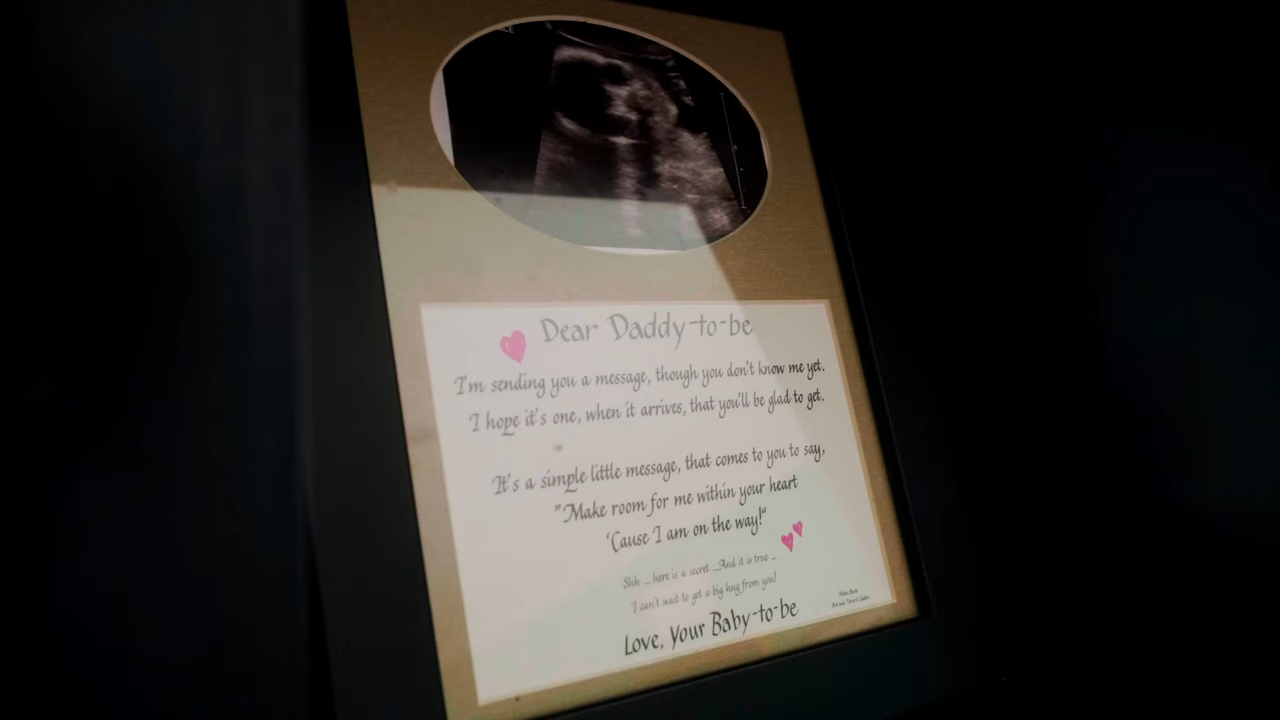 Dear Daddy-to-be
I'm sending you a message, though you don't know me yet.
I hope it's one, when it arrives, that you'll be glad to get.
It's a simple little message, that comes to you to say,
"Make room for me within your heart
'Cause I am on the way!"
Shh ... here is a secret ...And it is true ...
I can't wait to get a big hug from you!
Love, your Baby-to-be